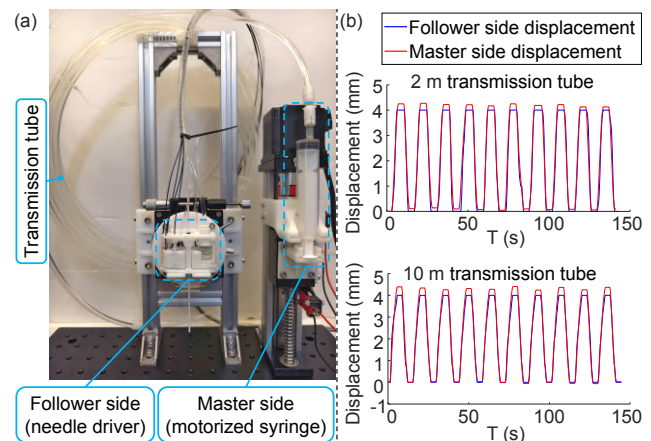 (a)
Transmission tube
Follower side
(needle driver)
Master side
(motorized syringe)
(b)
Follower side displacement
Master side displacement
2 m transmission tube
Displacement (mm)
5
4
3
2
1
0
0
50
100
150
T (s)
10 m transmission tube
Displacement (mm)
5
4
3
2
1
0
-1
0
50
100
150
T (s)